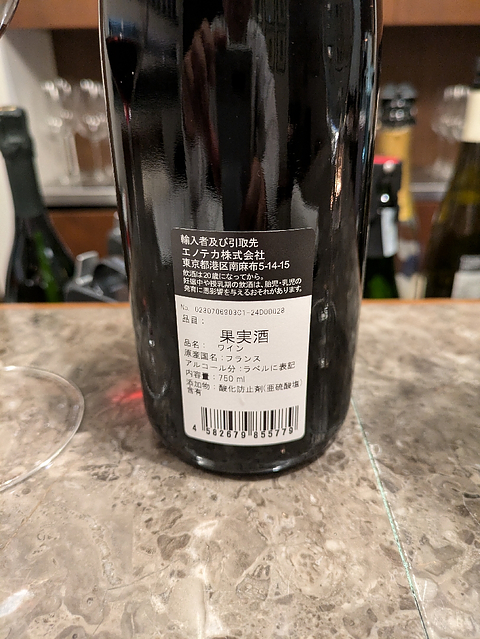 輸入者及び引取先
エノテカ株式会社
東京都港区南麻布5-14-15
飲酒は20歳になってから。
妊娠中や授乳期の飲酒は、胎児・乳児の
発育に悪影響を与えるおそれがあります。
No. 0230706903C1-24D00028
品目:
果実酒
品名: ワイン
原産国名:フランス
アルコール分:ラベルに表記
内容量:750 ml
添加物:酸化防止剤(亜硫酸塩)
含有
4 582679 855779